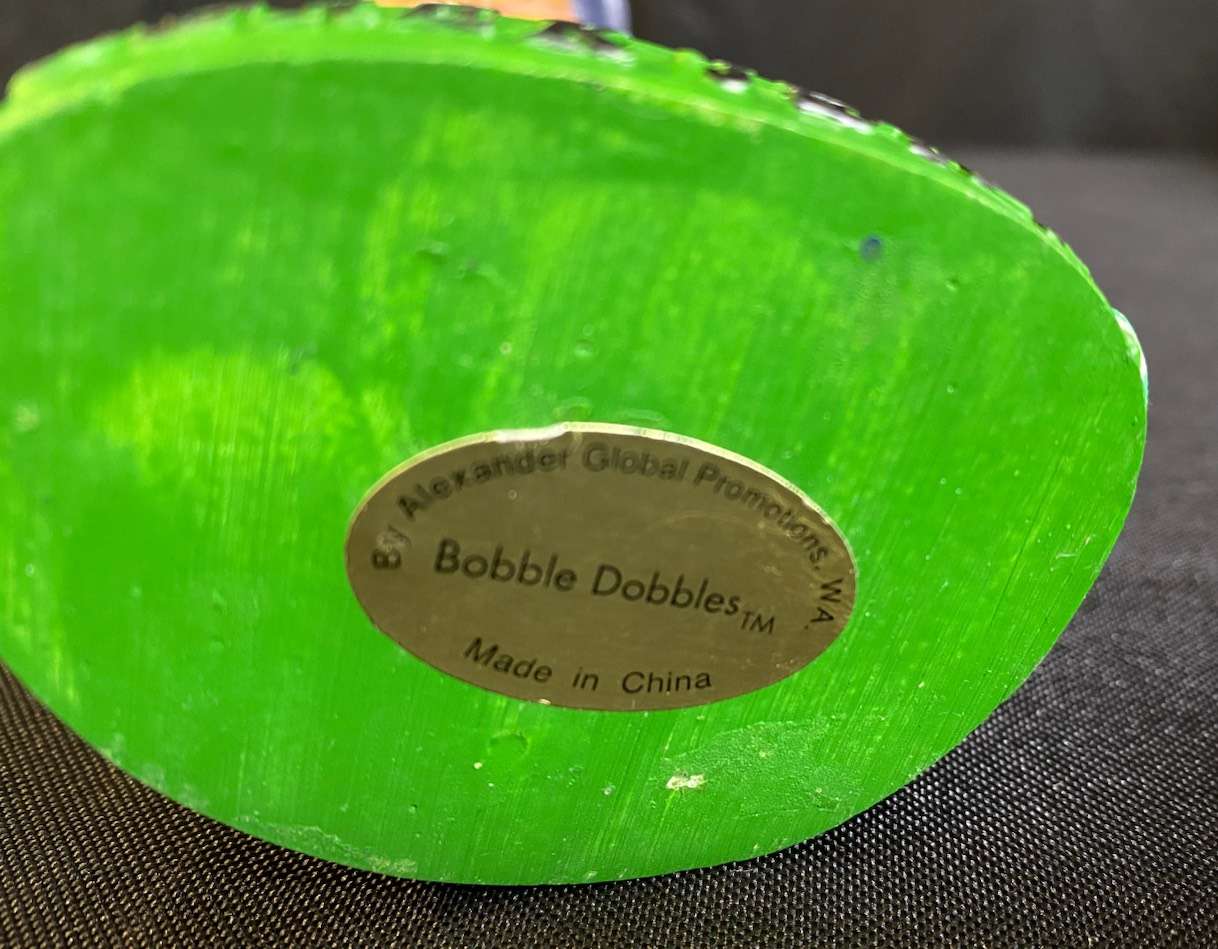 By Alexander Global Promotions, WA.
Bobble Dobbles™
Made in China